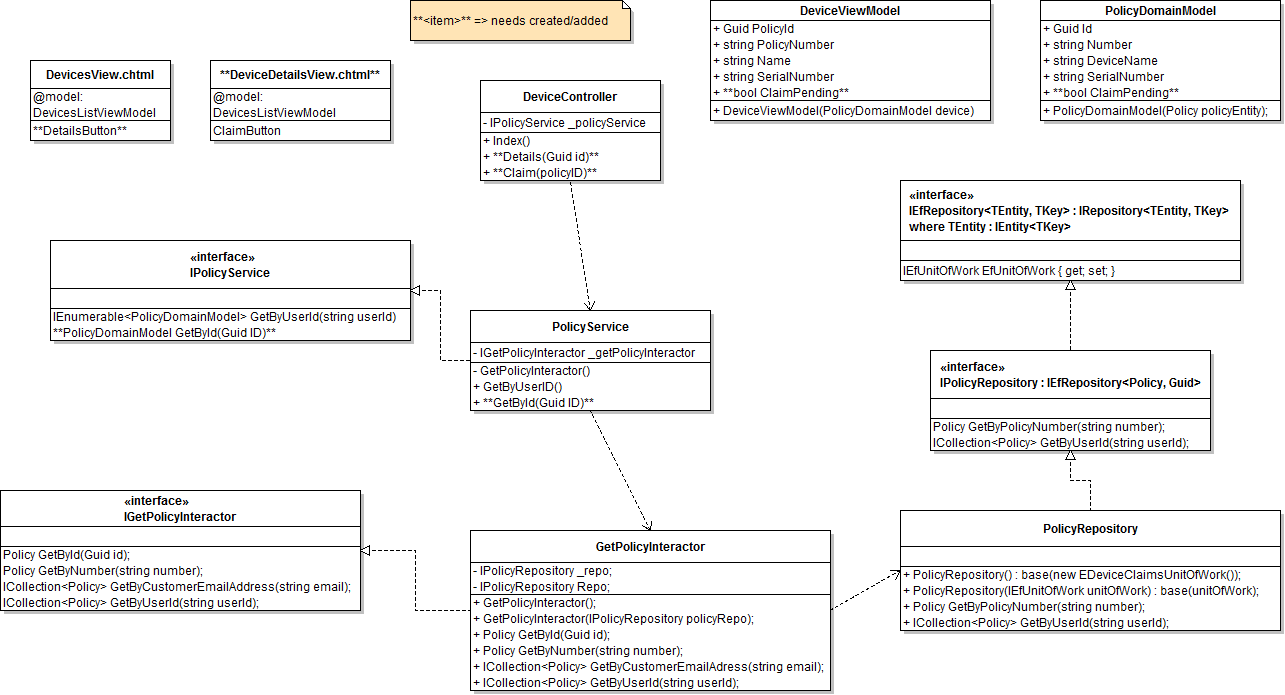 **<item>** => needs created/added
DeviceViewModel
+ Guid PolicyId
+ string PolicyNumber
+ string Name
+ string SerialNumber
+ **bool ClaimPending**
+ DeviceViewModel(PolicyDomainModel device)
PolicyDomainModel
+ Guid Id
+ string Number
+ string DeviceName
+ string SerialNumber
+ **bool ClaimPending**
+ PolicyDomainModel(Policy policyEntity);
DevicesView.chtml
@model:
DevicesListViewModel
**DetailsButton**
**DeviceDetailsView.chtml**
@model:
DevicesListViewModel
ClaimButton
DeviceController
- IPolicyService _policyService
+ Index()
+ **Details(Guid id)**
+ **Claim(policyID)**
«interface»
IEfRepository<TEntity, TKey> : IRepository<TEntity, TKey>
where TEntity : IEntity<TKey>
IEfUnitOfWork EfUnitOfWork { get; set; }
«interface»
IPolicyService
IEnumerable<PolicyDomainModel> GetByUserId(string userId)
**PolicyDomainModel GetById(Guid ID)**
PolicyService
- IGetPolicyInteractor _getPolicyInteractor
- GetPolicyInteractor()
+ GetByUserID()
+ **GetById(Guid ID)**
«interface»
IPolicyRepository : IEfRepository<Policy, Guid>
Policy GetByPolicyNumber(string number);
ICollection<Policy> GetByUserId(string userId);
«interface»
IGetPolicyInteractor
Policy GetById(Guid id);
Policy GetByNumber(string number);
ICollection<Policy> GetByCustomerEmailAddress(string email);
ICollection<Policy> GetByUserId(string userId);
GetPolicyInteractor
- IPolicyRepository _repo;
- IPolicyRepository Repo;
+ GetPolicyInteractor();
+ GetPolicyInteractor(IPolicyRepository policyRepo);
+ Policy GetById(Guid id);
+ Policy GetByNumber(string number);
+ ICollection<Policy> GetByCustomerEmailAdress(string email);
+ ICollection<Policy> GetByUserId(string userId);
PolicyRepository
+ PolicyRepository() : base(new EDeviceClaimsUnitOfWork());
+ PolicyRepository(IEfUnitOfWork unitOfWork) : base(unitOfWork);
+ Policy GetByPolicyNumber(string number);
+ ICollection<Policy> GetByUserId(string userId);